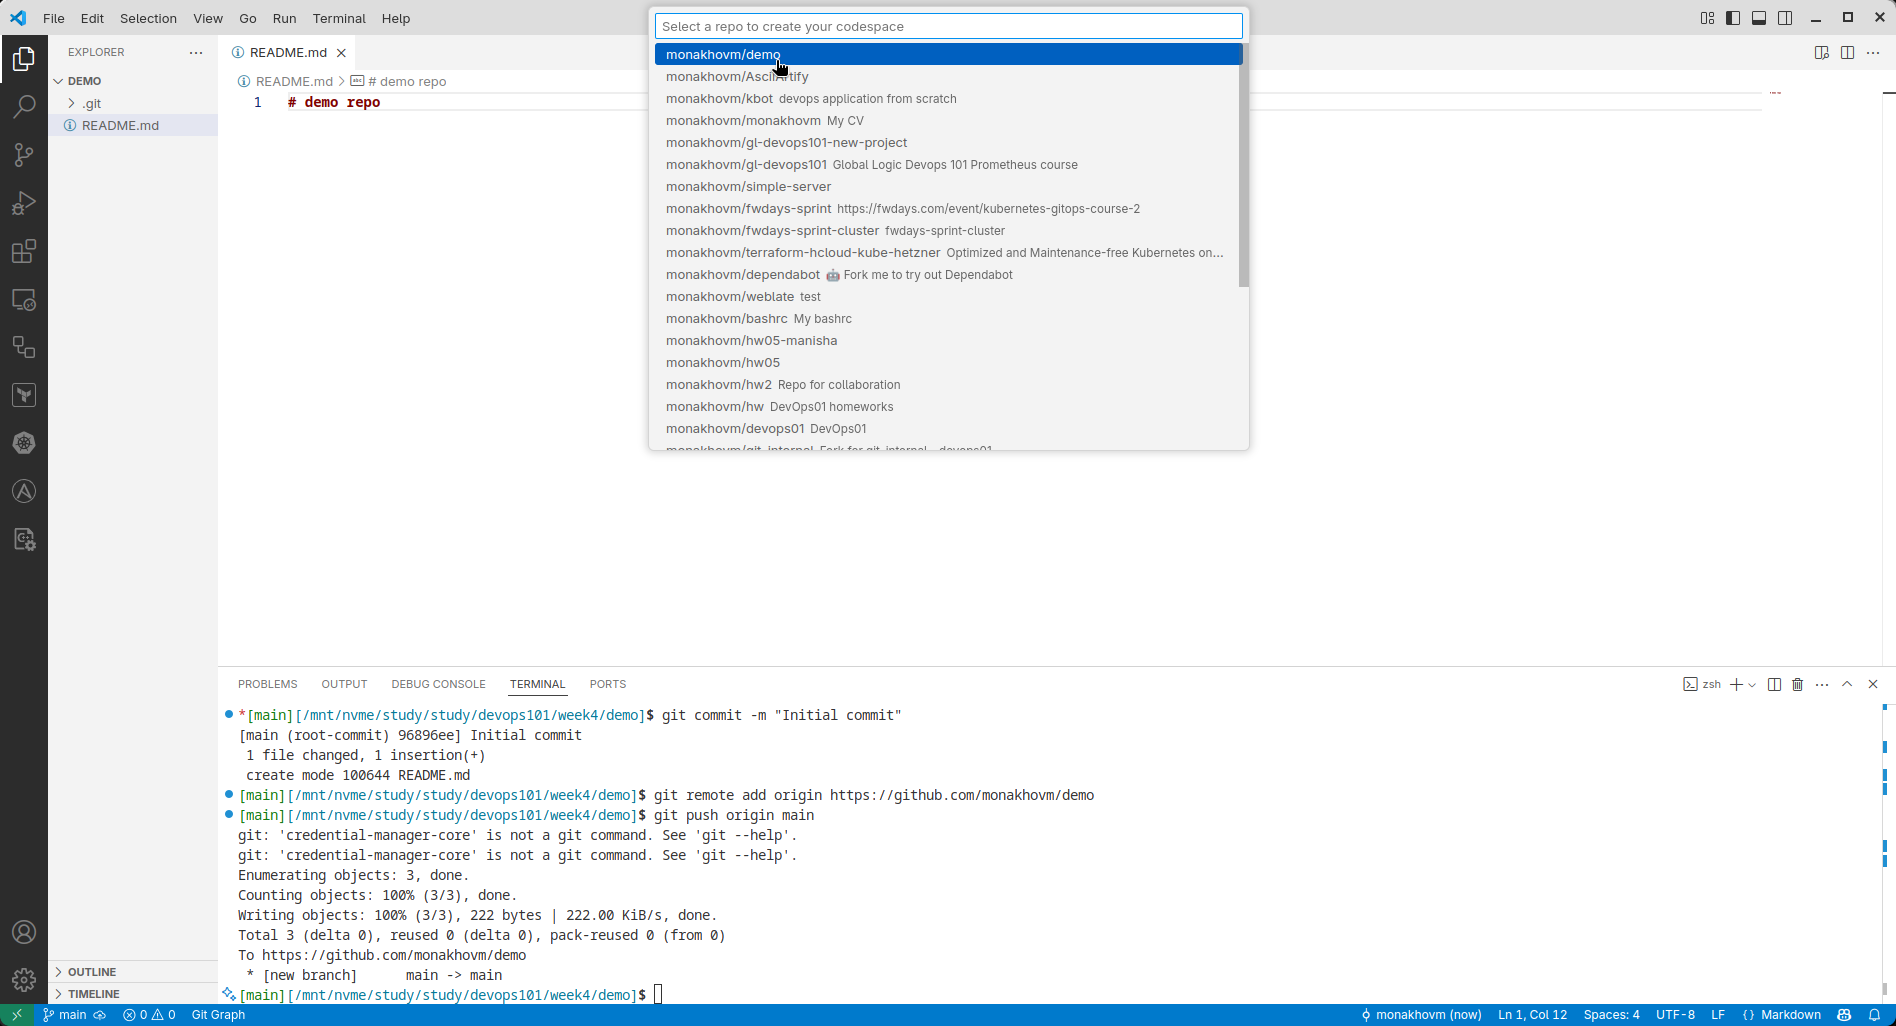 File Edit Selection View Go Run Terminal Help
Select a repo to create your codespace
monakhovm/demo
monakhovm/AsciiArtify
monakhovm/kbot devops application from scratch
monakhovm/monakhovm My CV
monakhovm/gl-devops101-new-project
monakhovm/gl-devops101 Global Logic Devops 101 Prometheus course
monakhovm/simple-server
monakhovm/fwdays-sprint https://fwdays.com/event/kubernetes-gitops-course-2
monakhovm/fwdays-sprint-cluster fwdays-sprint-cluster
monakhovm/terraform-hcloud-kube-hetzner Optimized and Maintenance-free Kubernetes on...
monakhovm/dependabot 🤖 Fork me to try out Dependabot
monakhovm/weblate test
monakhovm/bashrc My bashrc
monakhovm/hw05-manisha
monakhovm/hw05
monakhovm/hw2 Repo for collaboration
monakhovm/hw DevOps01 homeworks
monakhovm/devops01 DevOps01
monakhovm/git-internal Fork for git-internal - devops01
EXPLORER
DEMO
.git
README.md
OUTLINE
TIMELINE
README.md
README.md > # demo repo
1 # demo repo
PROBLEMS OUTPUT DEBUG CONSOLE TERMINAL PORTS
zsh
*[main][/mnt/nvme/study/study/devops101/week4/demo]$ git commit -m "Initial commit"
[main (root-commit) 96896ee] Initial commit
1 file changed, 1 insertion(+)
create mode 100644 README.md
[main][/mnt/nvme/study/study/devops101/week4/demo]$ git remote add origin https://github.com/monakhovm/demo
[main][/mnt/nvme/study/study/devops101/week4/demo]$ git push origin main
git: 'credential-manager-core' is not a git command. See 'git --help'.
git: 'credential-manager-core' is not a git command. See 'git --help'.
Enumerating objects: 3, done.
Counting objects: 100% (3/3), done.
Writing objects: 100% (3/3), 222 bytes | 222.00 KiB/s, done.
Total 3 (delta 0), reused 0 (delta 0), pack-reused 0 (from 0)
To https://github.com/monakhovm/demo
* [new branch] main -> main
[main][/mnt/nvme/study/study/devops101/week4/demo]$
main 0 0 Git Graph
monakhovm (now) Ln 1, Col 12 Spaces: 4 UTF-8 LF {} Markdown